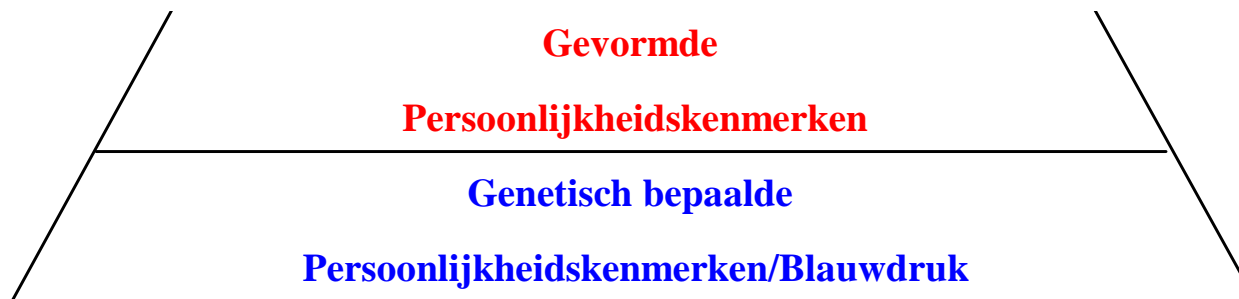 Gevormde
Persoonlijkheidskenmerken
Genetisch bepaalde
Persoonlijkheidskenmerken/Blauwdruk